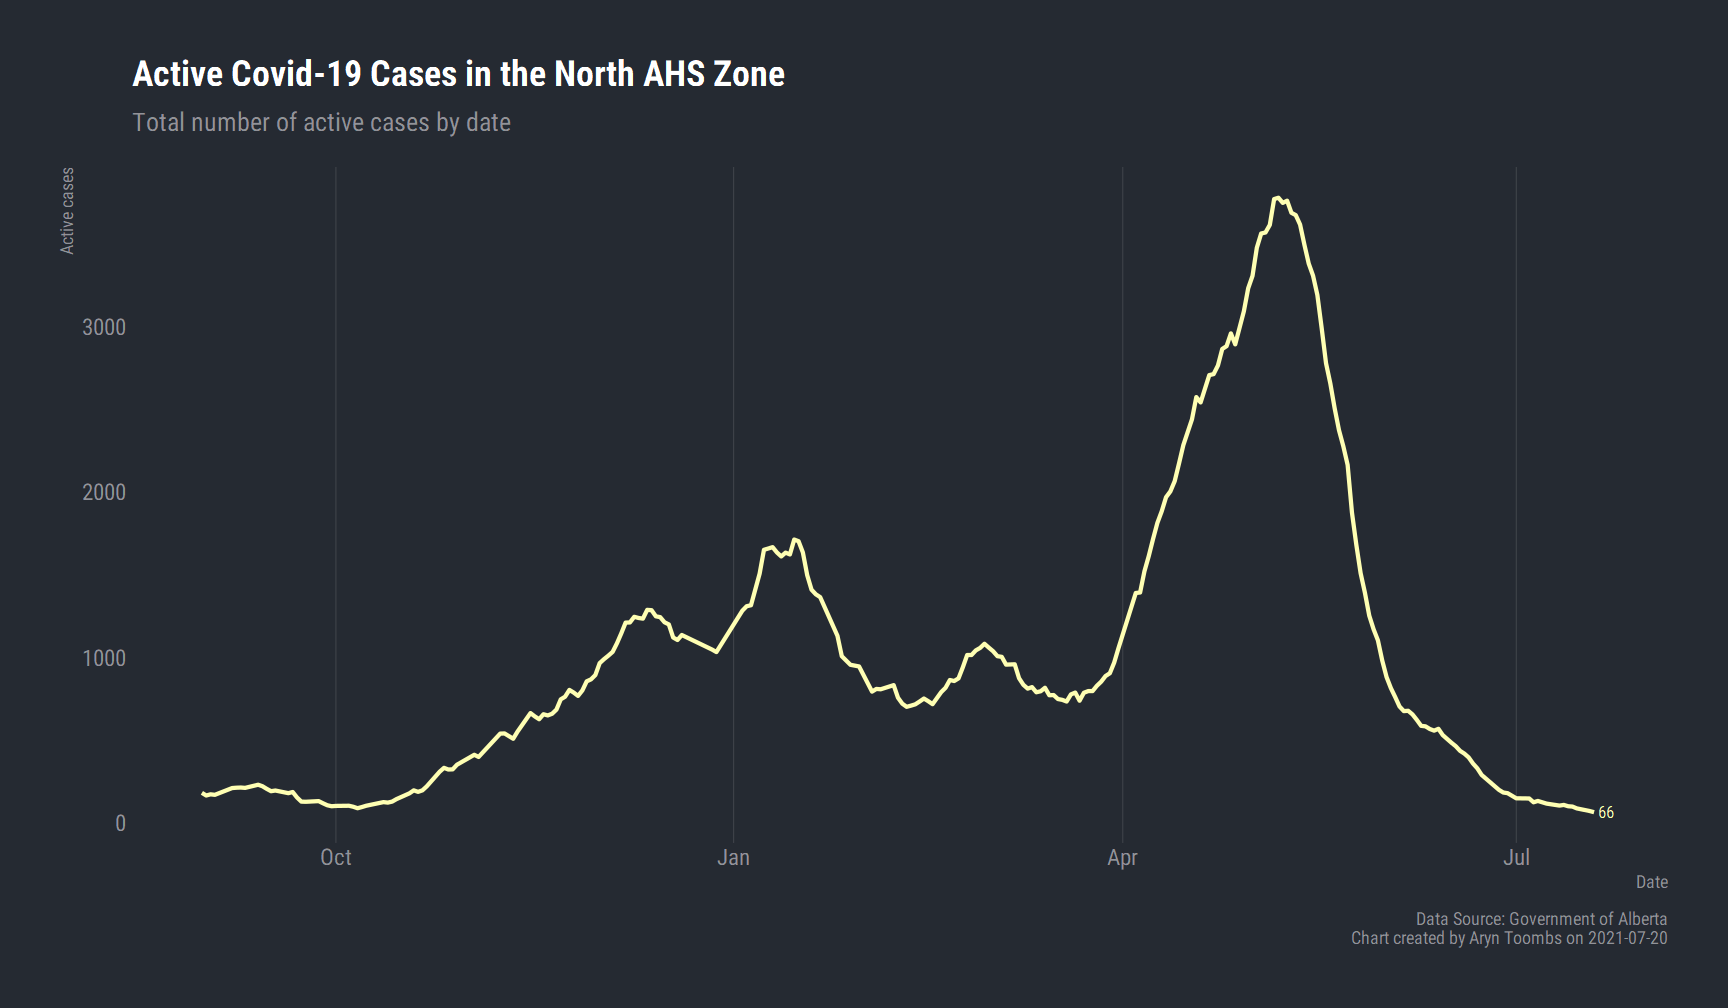 Active Covid-19 Cases in the North AHS Zone
Total number of active cases by date
Active cases
3000
2000
1000
0
66
Oct
Jan
Apr
Jul
Date
Data Source: Government of Alberta
Chart created by Aryn Toombs on 2021-07-20